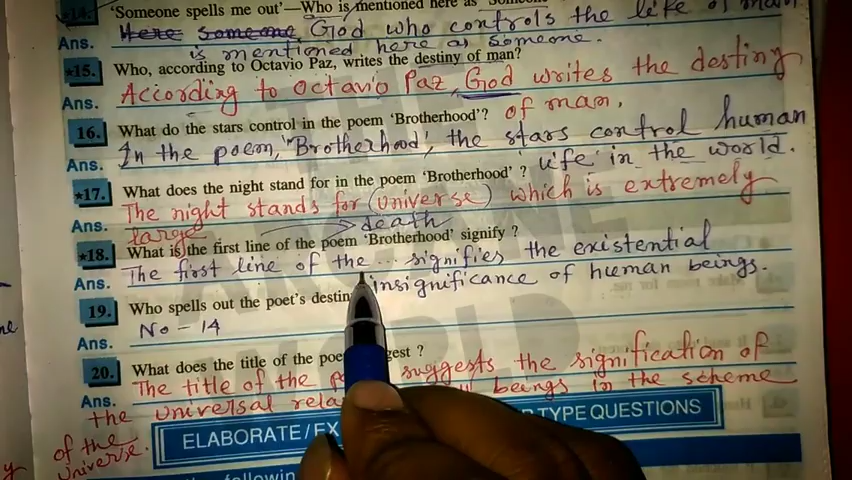 14. 'Someone spells me out'—Who is mentioned here as 'Someone'?
Here someone God who controls the life of man
Ans. is mentioned here as someone.
*15. Who, according to Octavio Paz, writes the destiny of man?
Ans. According to Octavio Paz, God writes the destiny
of man.
16. What do the stars control in the poem 'Brotherhood'?
Ans. In the poem, 'Brotherhood', the stars control human
life in the world.
*17. What does the night stand for in the poem 'Brotherhood' ?
Ans. The night stands for (universe) which is extremely
large death
*18. What is the first line of the poem 'Brotherhood' signify ?
Ans. The first line of the ... signifies the existential
insignificance of human beings.
19. Who spells out the poet's destin
Ans. No - 14
20. What does the title of the poe gest ?
Ans. The title of the suggests the signification of
the universal rela beings in the scheme
of the
universe.
ELABORATE/EX TYPE QUESTIONS
the followin